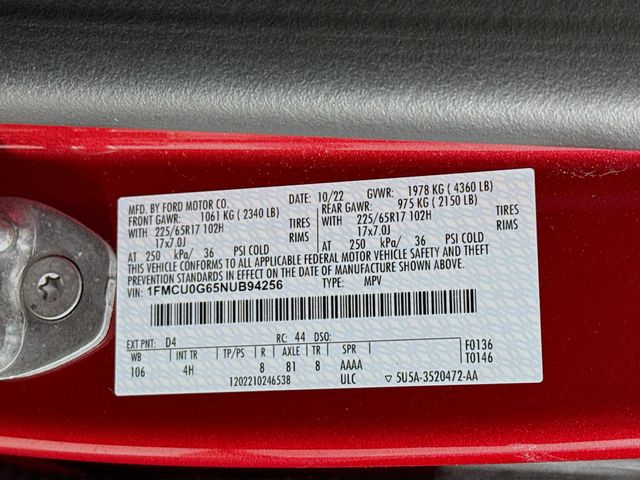 MFD. BY FORD MOTOR CO.
DATE: 10/22 GVWR: 1978 KG ( 4360 LB)
FRONT GAWR: 1061 KG ( 2340 LB) REAR GAWR: 975 KG ( 2150 LB)
WITH 225/65R17 102H TIRES WITH 225/65R17 102H TIRES
17x7.0J RIMS 17x7.0J RIMS
AT 250 kPa/ 36 PSI COLD AT 250 kPa/ 36 PSI COLD
THIS VEHICLE CONFORMS TO ALL APPLICABLE FEDERAL MOTOR VEHICLE SAFETY AND THEFT
PREVENTION STANDARDS IN EFFECT ON THE DATE OF MANUFACTURE SHOWN ABOVE.
VIN: 1FMCU0G65NUB94256 TYPE: MPV
EXT PNT: D4 RC: 44 DSO: F0136
WB INT TR TP/PS R AXLE TR SPR T0146
106 4H 8 81 8 AAAA
1202210246538 ULC ▽ 5U5A-3520472-AA